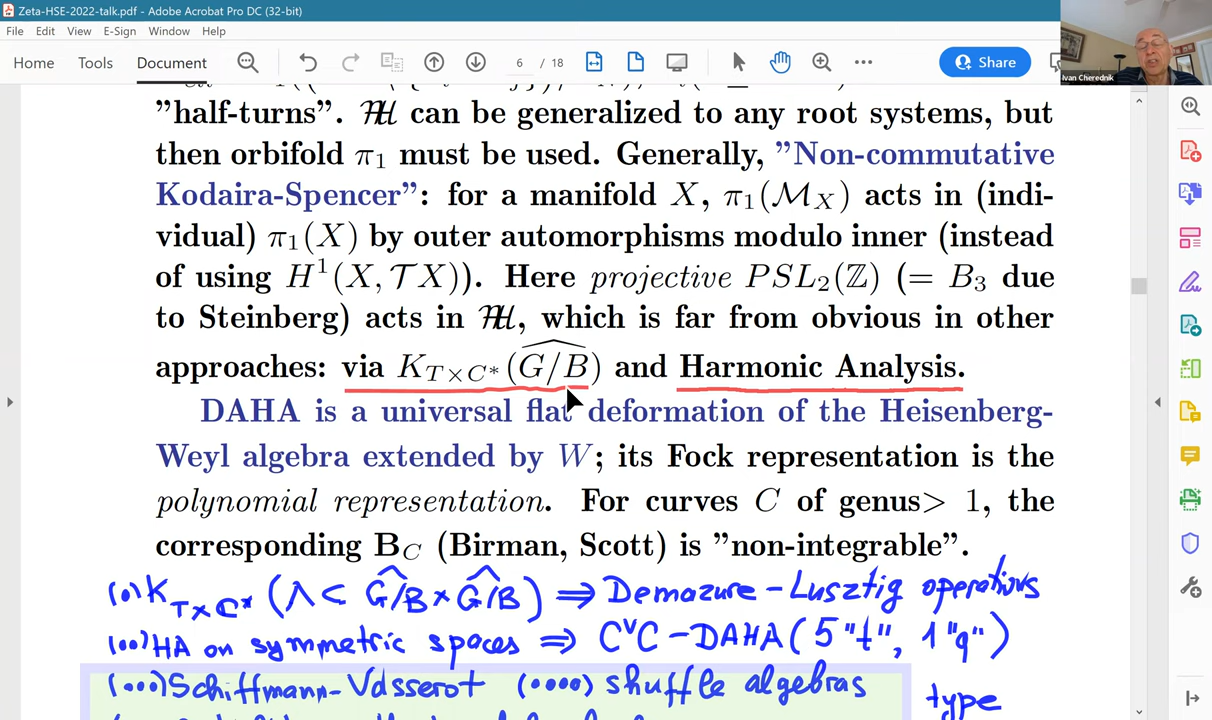 Zeta-HSE-2022-talk.pdf - Adobe Acrobat Pro DC (32-bit)
File Edit View E-Sign Window Help
Home Tools Document 6 / 18 Share
Ivan Cherednik
"half-turns". ℋℋ can be generalized to any root systems, but
then orbifold π₁ must be used. Generally, "Non-commutative
Kodaira-Spencer": for a manifold X, π₁(ℳ_X) acts in (indi-
vidual) π₁(X) by outer automorphisms modulo inner (instead
of using H¹(X, 𝒯X)). Here projective PSL₂(ℤ) (= B₃ due
to Steinberg) acts in ℋℋ, which is far from obvious in other
approaches: via K_{T×C*}(\widehat{G/B}) and Harmonic Analysis.
DAHA is a universal flat deformation of the Heisenberg-
Weyl algebra extended by W; its Fock representation is the
polynomial representation. For curves C of genus> 1, the
corresponding B_C (Birman, Scott) is "non-integrable".
(o) K_{T×C*} (Λ ⊂ \widehat{G/B} × \widehat{G/B}) ⇒ Demazure-Lusztig operations
(oo) HA on symmetric spaces ⇒ C^∨C-DAHA (5 "t", 1 "q")
(ooo) Schiffmann-Vasserot (oooo) shuffle algebras
type